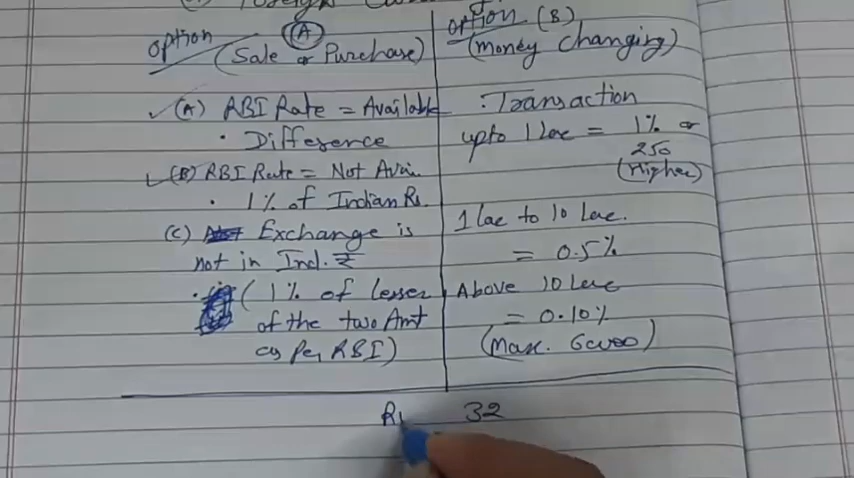 option (A)
(Sale or Purchase)
(A) RBI Rate = Available
· Difference
(B) RBI Rate = Not Avai.
· 1% of Indian Rs.
(C) Exchange is
not in Ind. ₹
(1% of lesser
of the two Amt
as per RBI)
option (B)
(money changing)
· Transaction
upto 1 lac = 1% or
250
(Higher)
1 lac to 10 Lac.
= 0.5%
Above 10 Lac
= 0.10%
(Max.
32